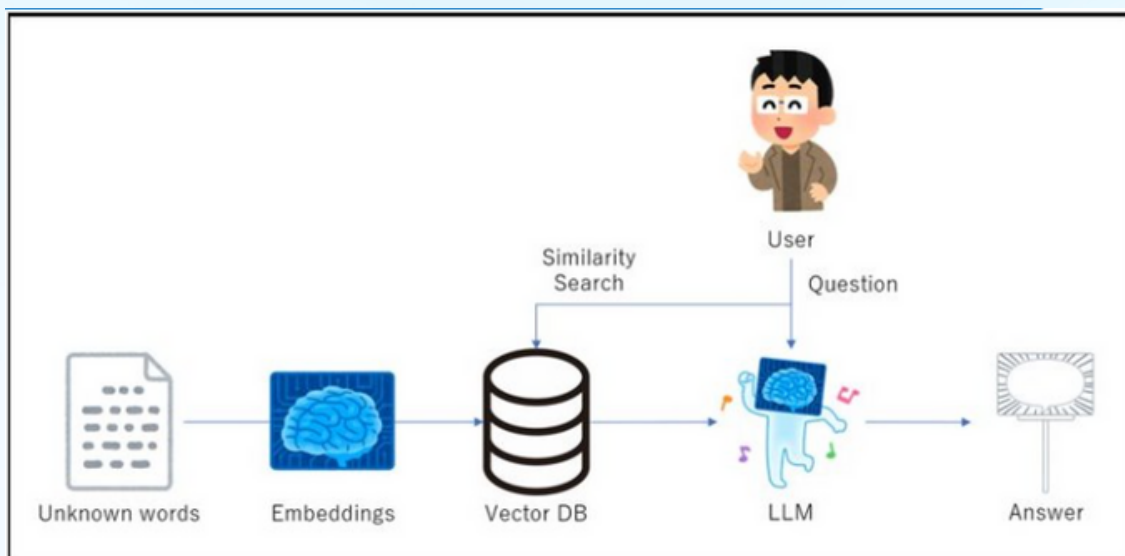 User
Similarity
Search
Question
Unknown words
Embeddings
Vector DB
LLM
Answer